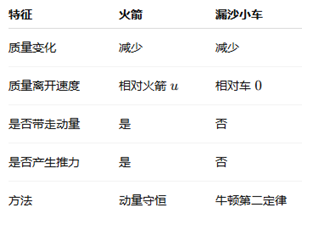 特征 火箭 漏沙小车
质量变化 减少 减少
质量离开速度 相对火箭 u 相对车 0
是否带走动量 是 否
是否产生推力 是 否
方法 动量守恒 牛顿第二定律